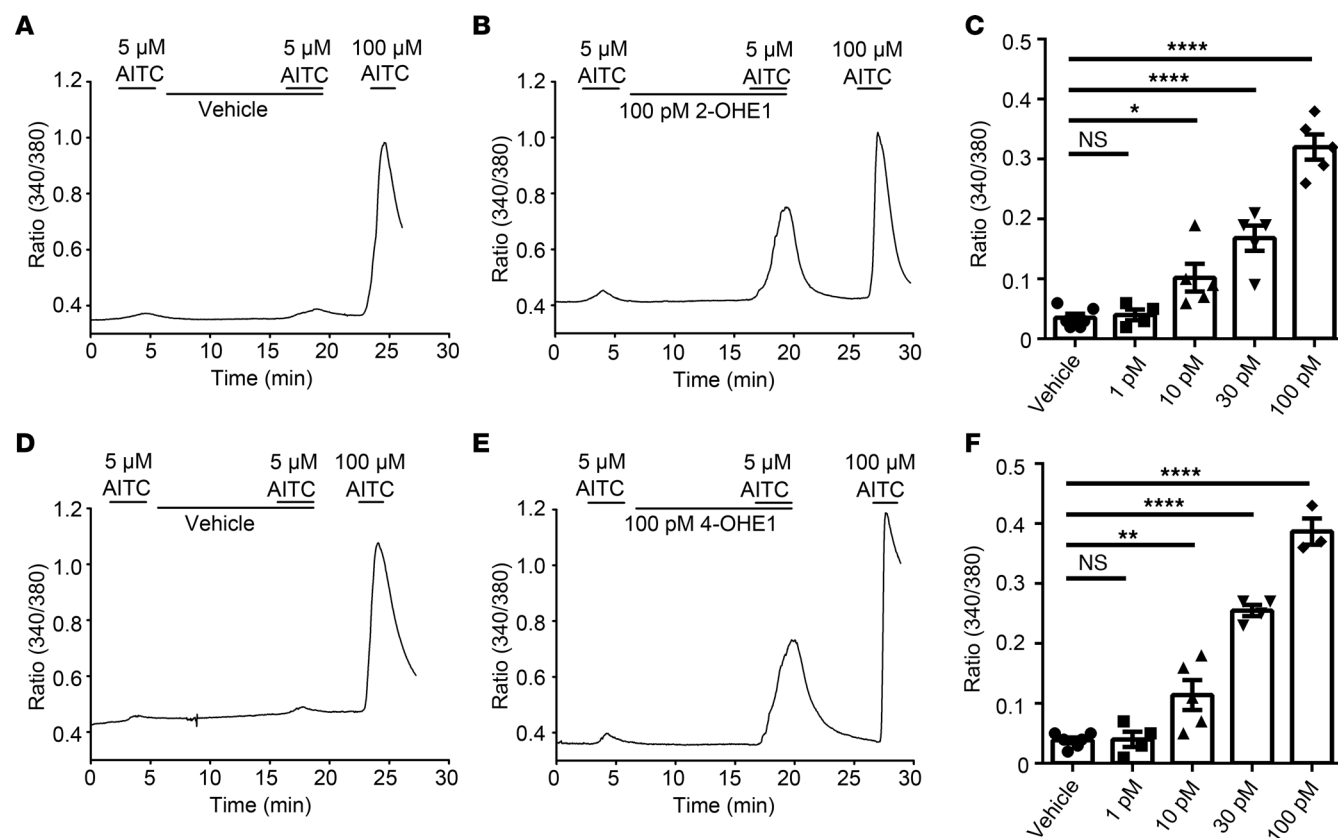 A
5 µM
AITC
5 µM
AITC
100 µM
AITC
Vehicle
Ratio (340/380)
1.2
1.0
0.8
0.6
0.4
0 5 10 15 20 25 30
Time (min)
B
5 µM
AITC
5 µM
AITC
100 µM
AITC
100 pM 2-OHE1
Ratio (340/380)
1.2
1.0
0.8
0.6
0.4
0 5 10 15 20 25 30
Time (min)
C
Ratio (340/380)
0.5
0.4
0.3
0.2
0.1
0
****
****
*
NS
Vehicle
1 pM
10 pM
30 pM
100 pM
D
5 µM
AITC
5 µM
AITC
100 µM
AITC
Vehicle
Ratio (340/380)
1.2
1.0
0.8
0.6
0.4
0 5 10 15 20 25 30
Time (min)
E
5 µM
AITC
5 µM
AITC
100 µM
AITC
100 pM 4-OHE1
Ratio (340/380)
1.2
1.0
0.8
0.6
0.4
0 5 10 15 20 25 30
Time (min)
F
Ratio (340/380)
0.5
0.4
0.3
0.2
0.1
0
****
****
**
NS
Vehicle
1 pM
10 pM
30 pM
100 pM